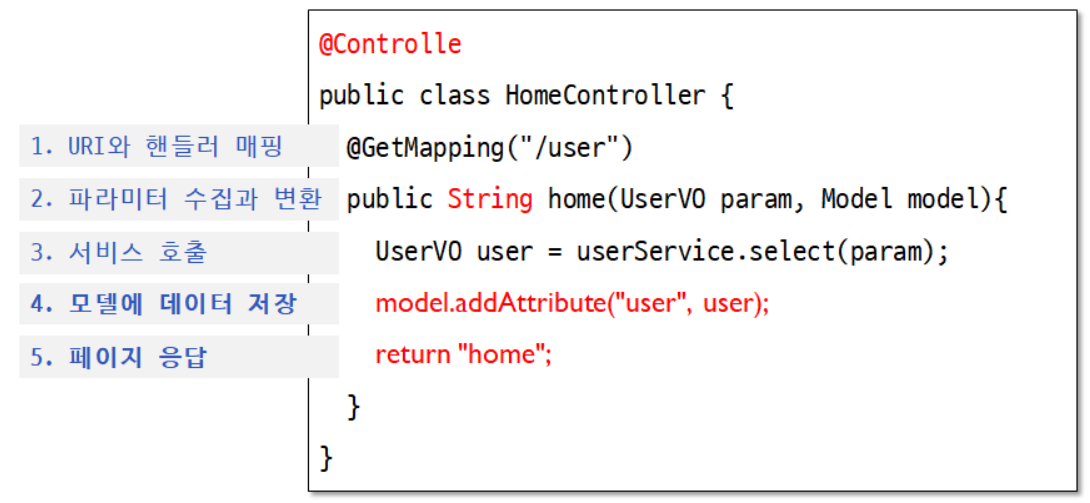 @Controlle
public class HomeController {
1. URI와 핸들러 매핑 @GetMapping("/user")
2. 파라미터 수집과 변환 public String home(UserVO param, Model model){
3. 서비스 호출 UserVO user = userService.select(param);
4. 모델에 데이터 저장 model.addAttribute("user", user);
5. 페이지 응답 return "home";
}
}